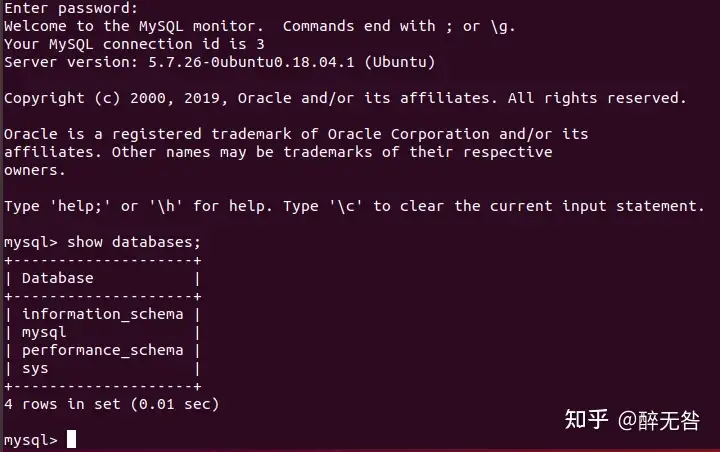 Enter password:
Welcome to the MySQL monitor.  Commands end with ; or \g.
Your MySQL connection id is 3
Server version: 5.7.26-0ubuntu0.18.04.1 (Ubuntu)

Copyright (c) 2000, 2019, Oracle and/or its affiliates. All rights reserved.

Oracle is a registered trademark of Oracle Corporation and/or its
affiliates. Other names may be trademarks of their respective
owners.

Type 'help;' or '\h' for help. Type '\c' to clear the current input statement.

mysql> show databases;
+--------------------+
| Database           |
+--------------------+
| information_schema |
| mysql              |
| performance_schema |
| sys                |
+--------------------+
4 rows in set (0.01 sec)

mysql>
知乎 @醉无咎